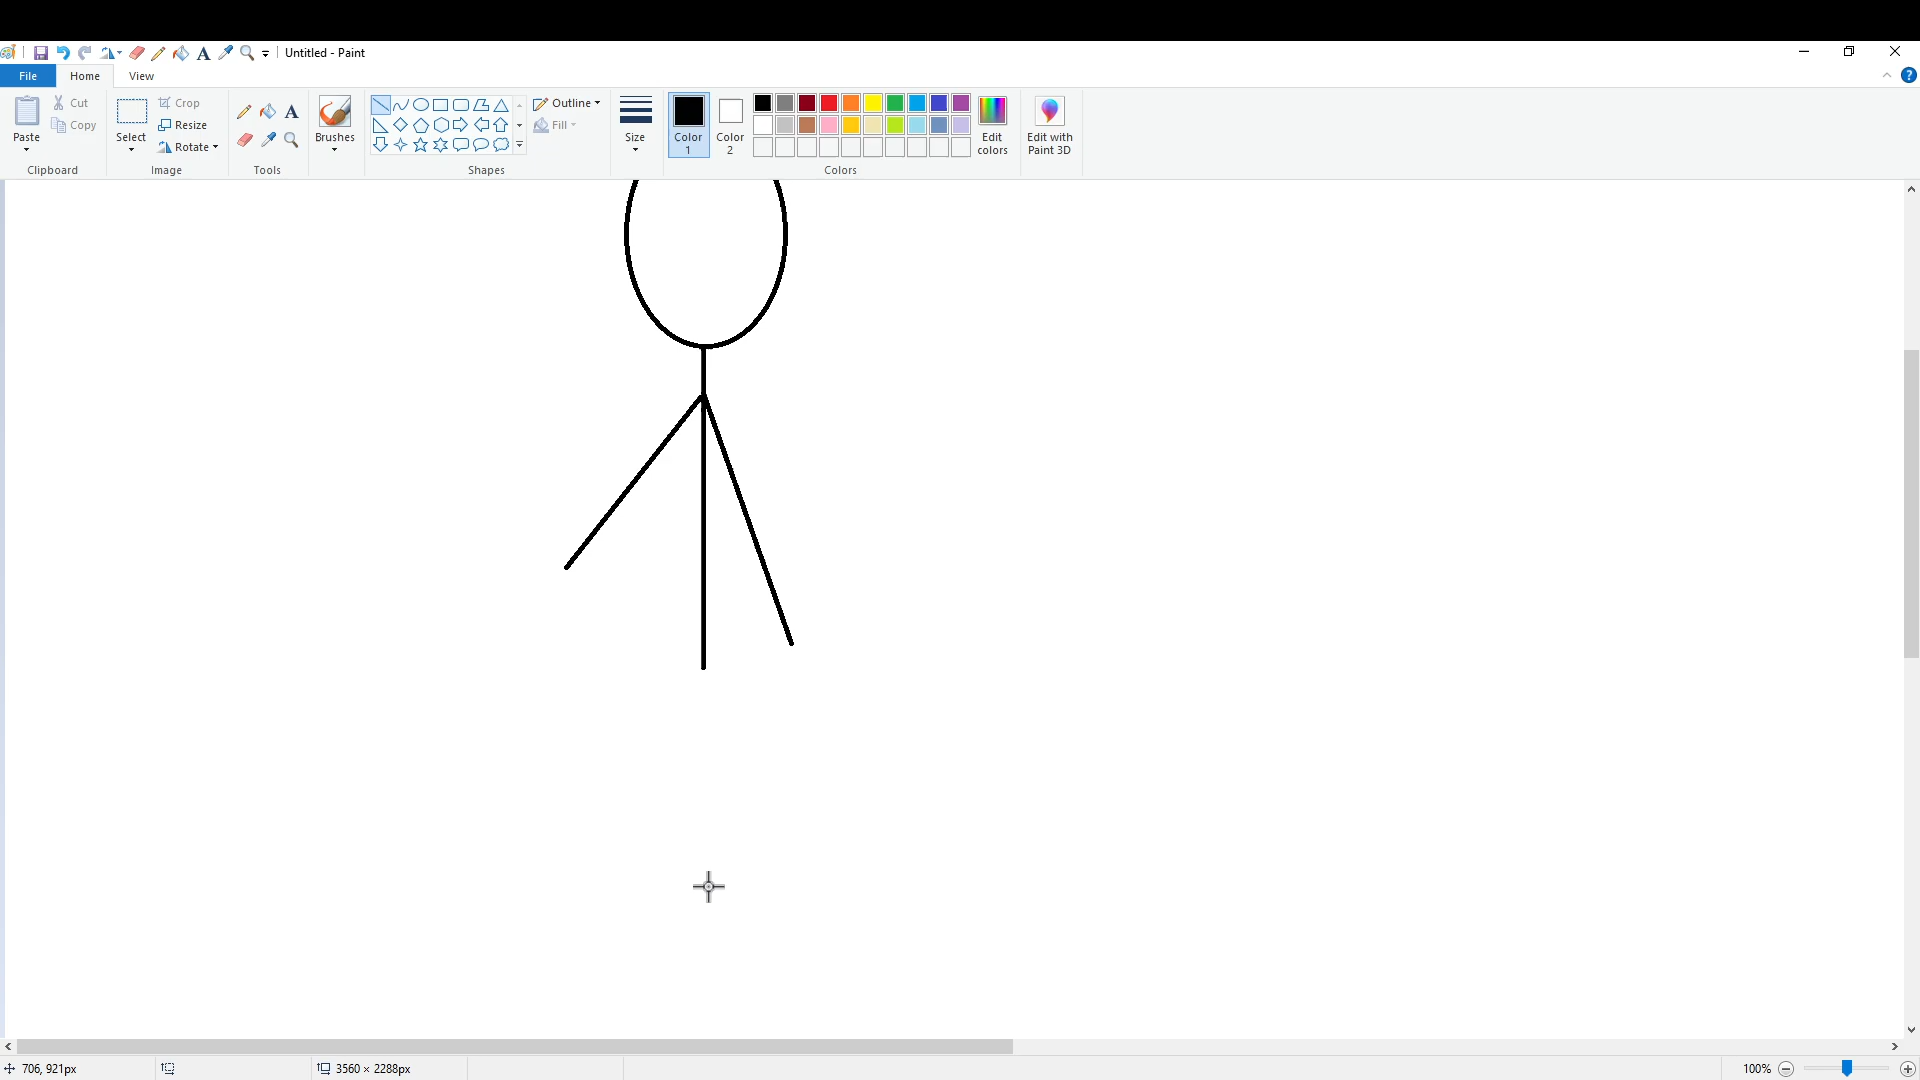 Untitled - Paint
File Home View
Paste Cut Copy
Select Crop Resize Rotate
Brushes
Outline
Fill
Size
Color 1
Color 2
Edit colors
Edit with Paint 3D
Clipboard Image Tools Shapes Colors
706, 921px 3560 × 2288px 100%